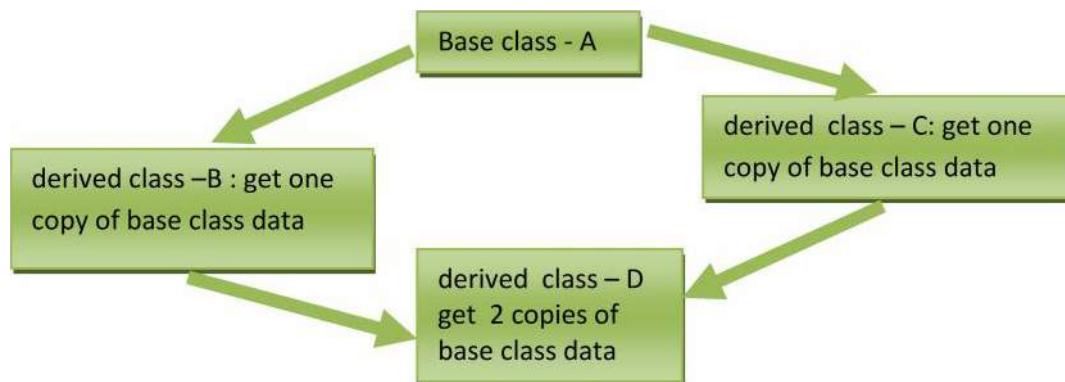 Base class - A
derived class –B : get one
copy of base class data
derived class – C: get one
copy of base class data
derived class – D
get 2 copies of
base class data